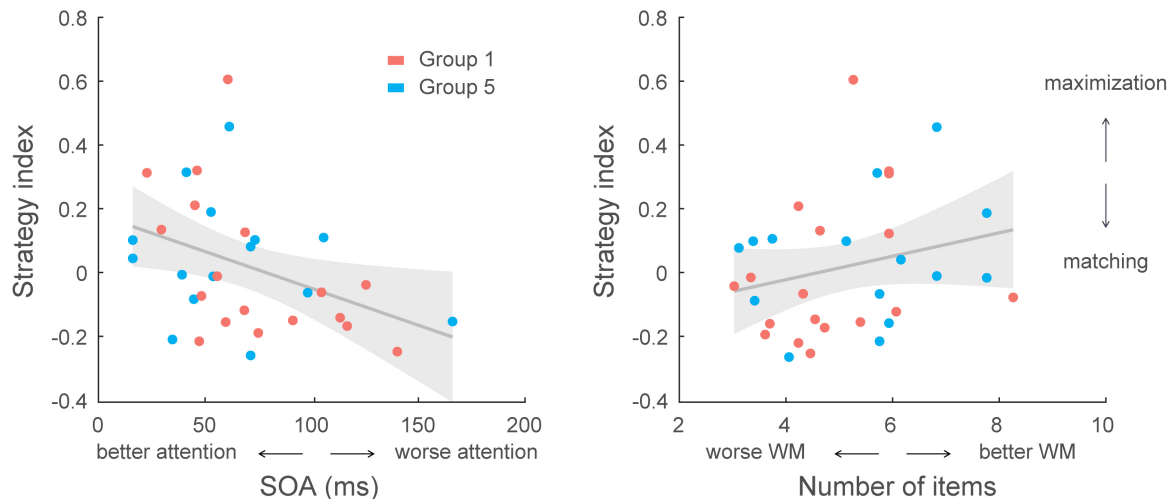 0.8
0.6
0.4
0.2
0
-0.2
-0.4
Strategy index
Group 1
Group 5
0 50 100 150 200
better attention ← → worse attention
SOA (ms)
0.8
0.6
0.4
0.2
0
-0.2
-0.4
Strategy index
maximization
matching
2 4 6 8 10
worse WM ← → better WM
Number of items